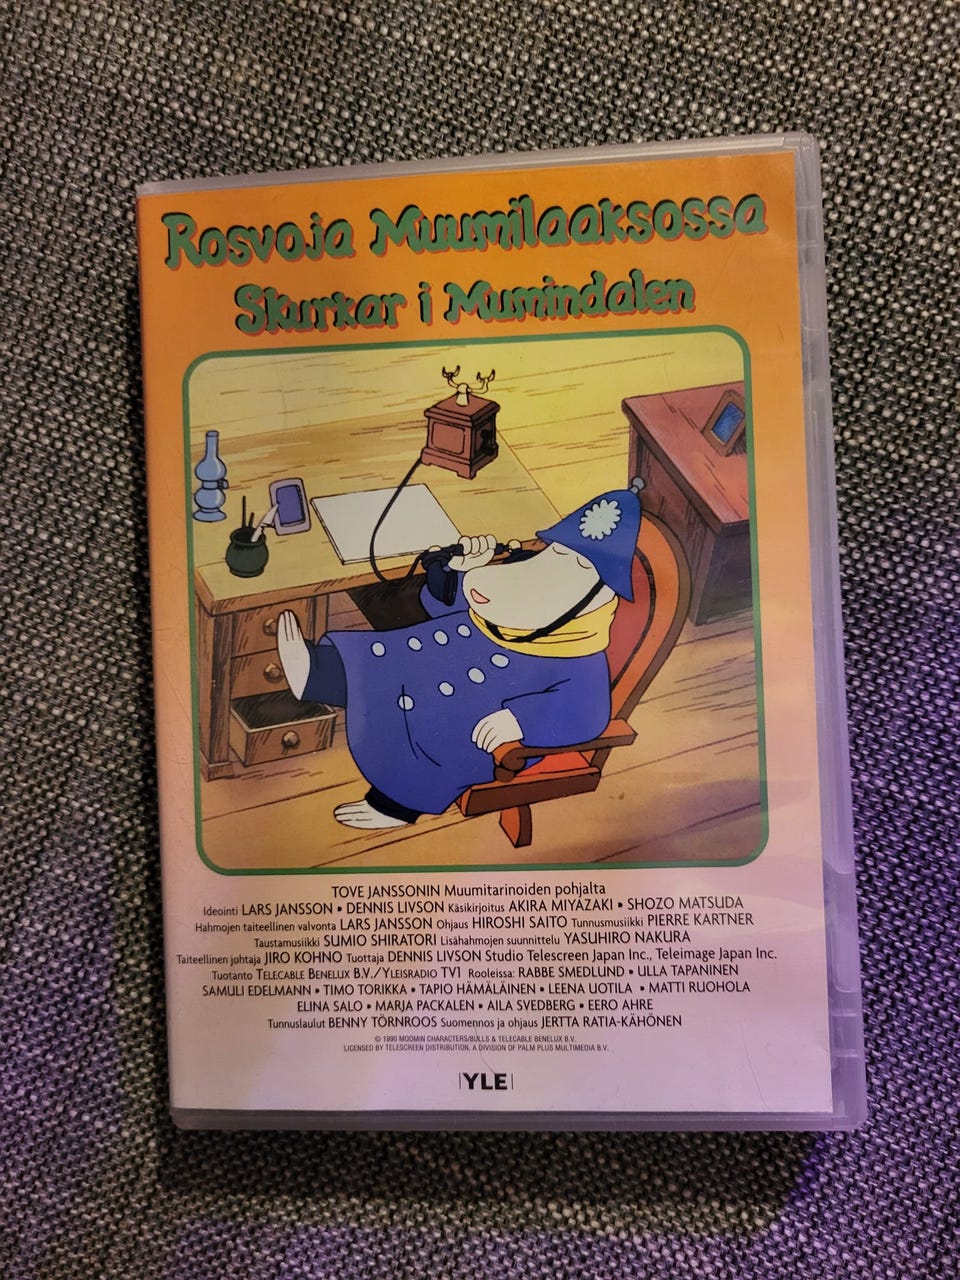 Rosvoja Muumilaaksossa
Skurkar i Mumindalen
TOVE JANSSONIN Muumitarinoiden pohjalta
Ideointi LARS JANSSON • DENNIS LIVSON Käsikirjoitus AKIRA MIYAZAKI • SHOZO MATSUDA
Hahmojen taiteellinen valvonta LARS JANSSON Ohjaus HIROSHI SAITO Tunnusmusiikki PIERRE KARTNER
Taustamusiikki SUMIO SHIRATORI Lisähahmojen suunnittelu YASUHIRO NAKURA
Taiteellinen johtaja JIRO KOHNO Tuottaja DENNIS LIVSON Studio Telescreen Japan Inc., Teleimage Japan Inc.
Tuotanto TELECABLE BENELUX B.V./YLEISRADIO TV1 Rooleissa: RABBE SMEDLUND • ULLA TAPANINEN
SAMULI EDELMANN • TIMO TORIKKA • TAPIO HÄMÄLÄINEN • LEENA UOTILA • MATTI RUOHOLA
ELINA SALO • MARJA PACKALEN • AILA SVEDBERG • EERO AHRE
Tunnuslaulut BENNY TÖRNROOS Suomennos ja ohjaus JERTTA RATIA-KÄHÖNEN
© 1990 MOOMIN CHARACTERS/BULLS & TELECABLE BENELUX B.V.
LICENSED BY TELESCREEN DISTRIBUTION, A DIVISION OF PALM PLUS MULTIMEDIA B.V.
YLE